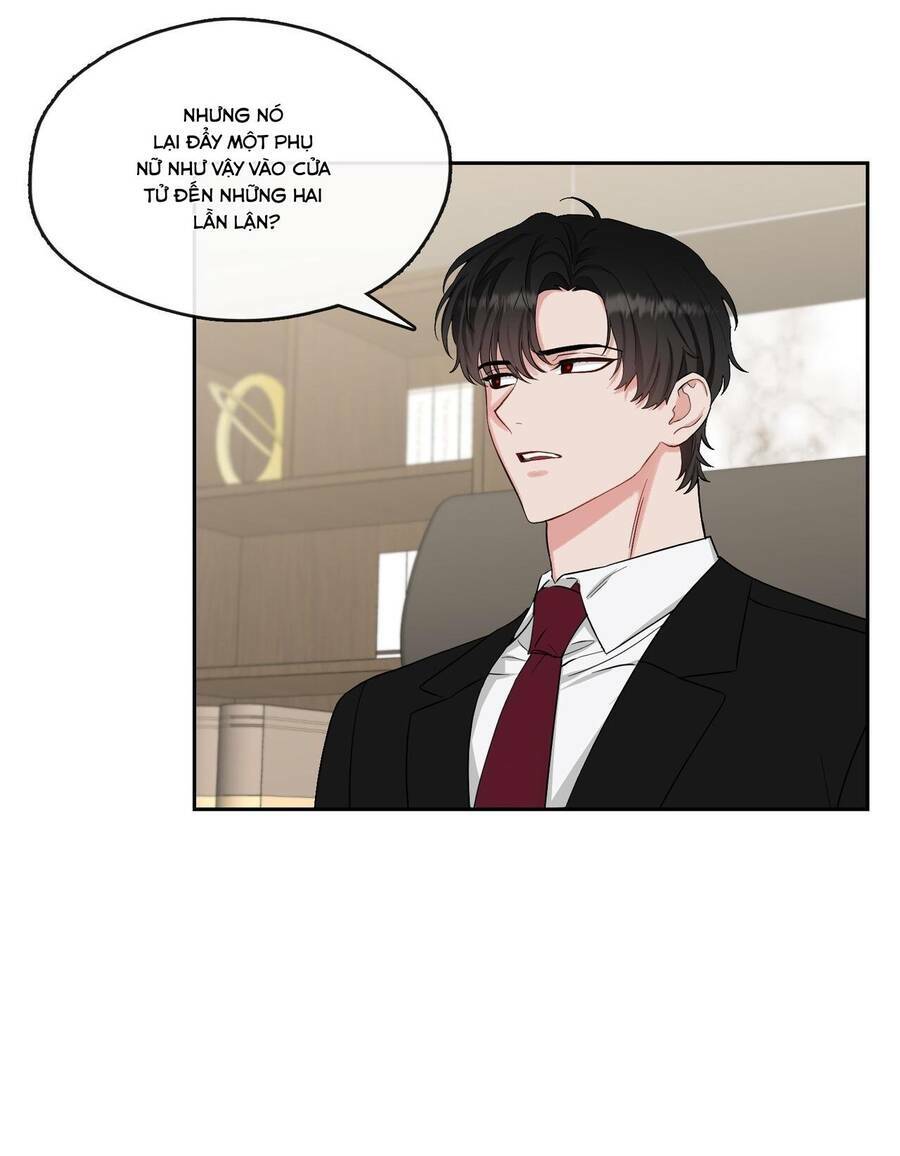 NHƯNG NÓ
LẠI ĐẨY MỘT PHỤ
NỮ NHƯ VẬY VÀO CỬA
TỬ ĐẾN NHỮNG HAI
LẦN LẬN?